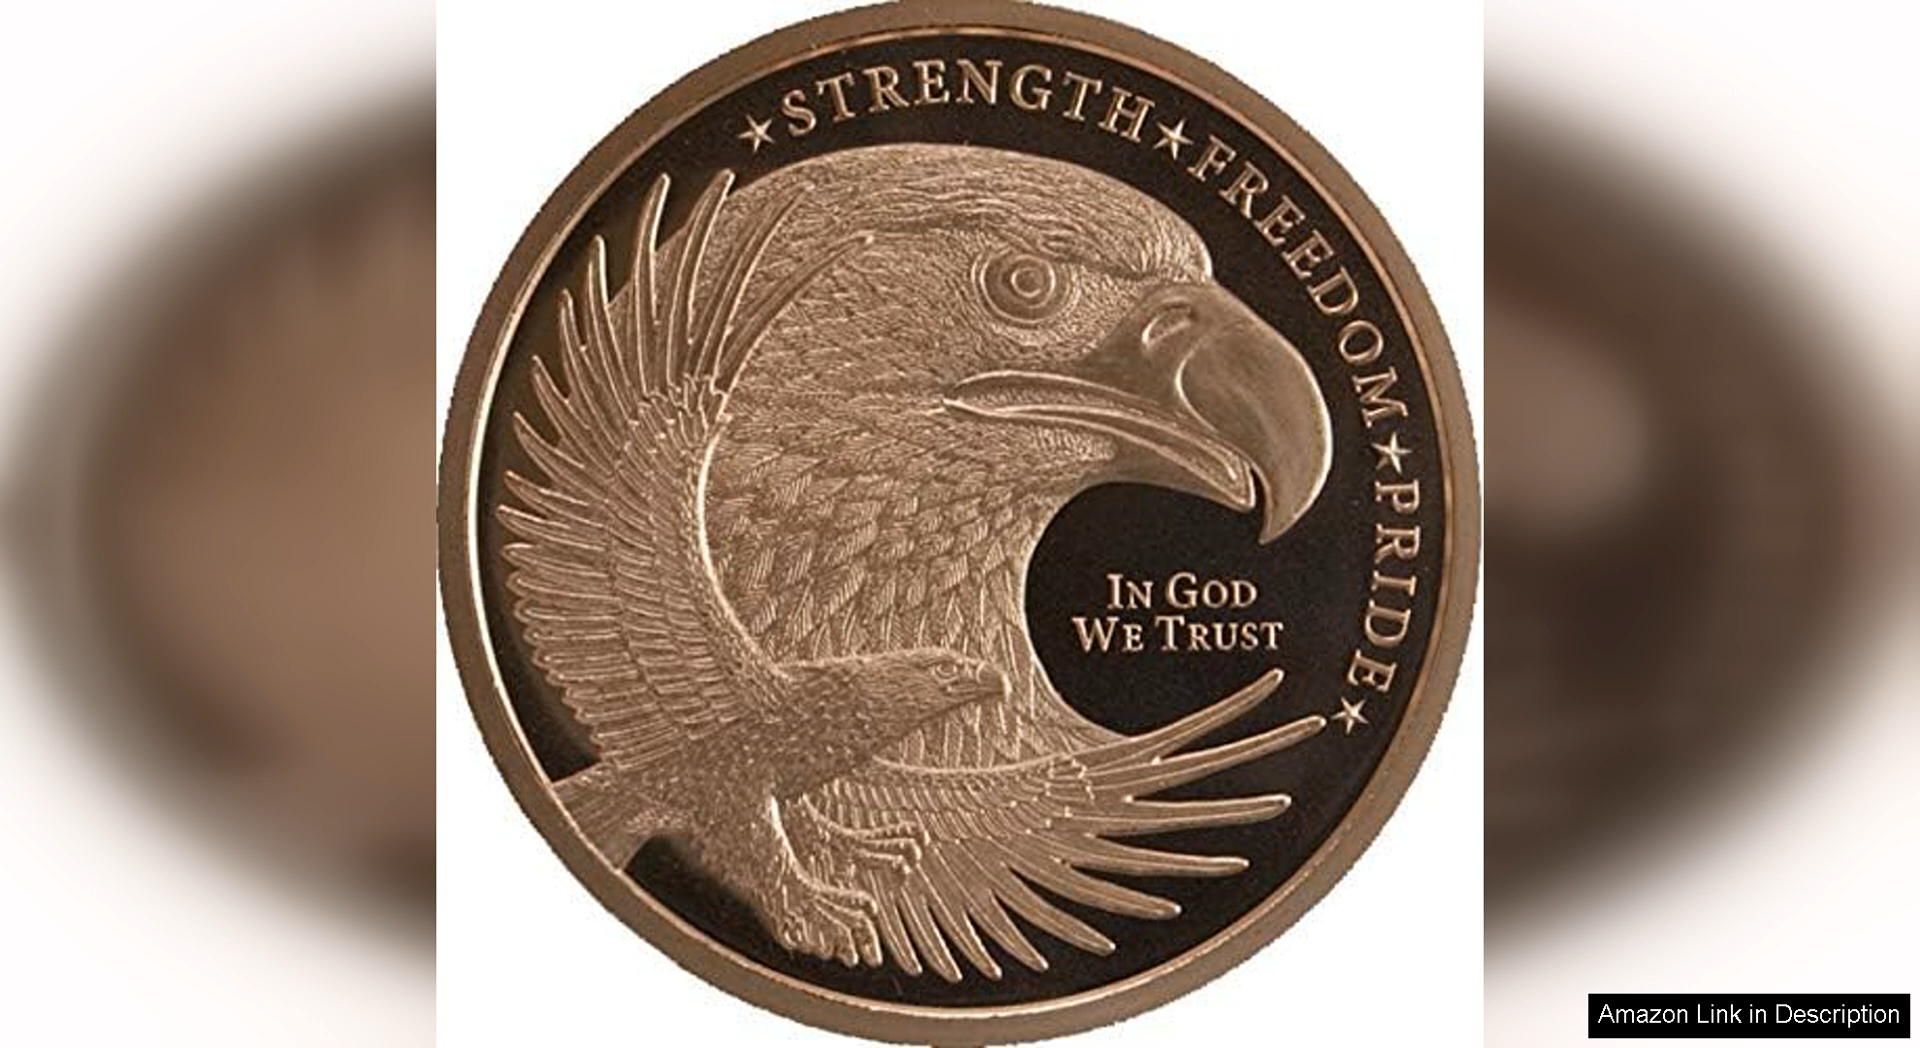 ★STRENGTH★FREEDOM★PRIDE★
IN GOD
WE TRUST
Amazon Link in Description